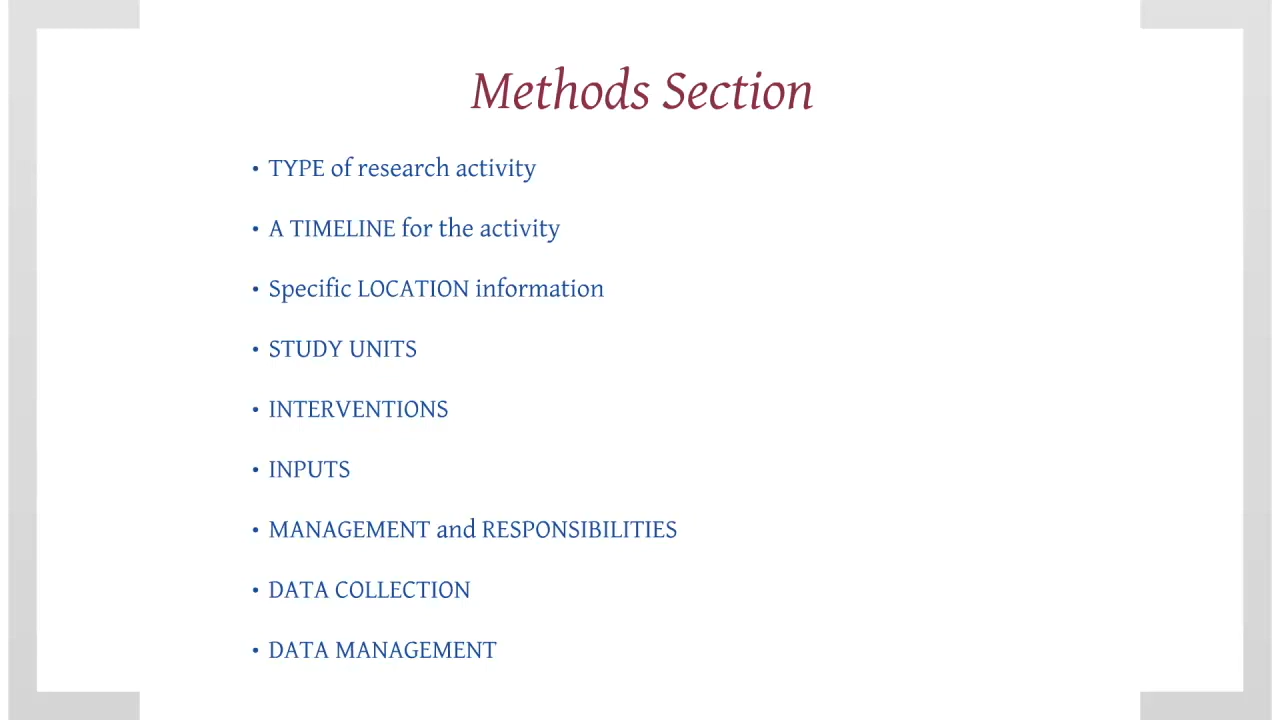 Methods Section
• TYPE of research activity
• A TIMELINE for the activity
• Specific LOCATION information
• STUDY UNITS
• INTERVENTIONS
• INPUTS
• MANAGEMENT and RESPONSIBILITIES
• DATA COLLECTION
• DATA MANAGEMENT